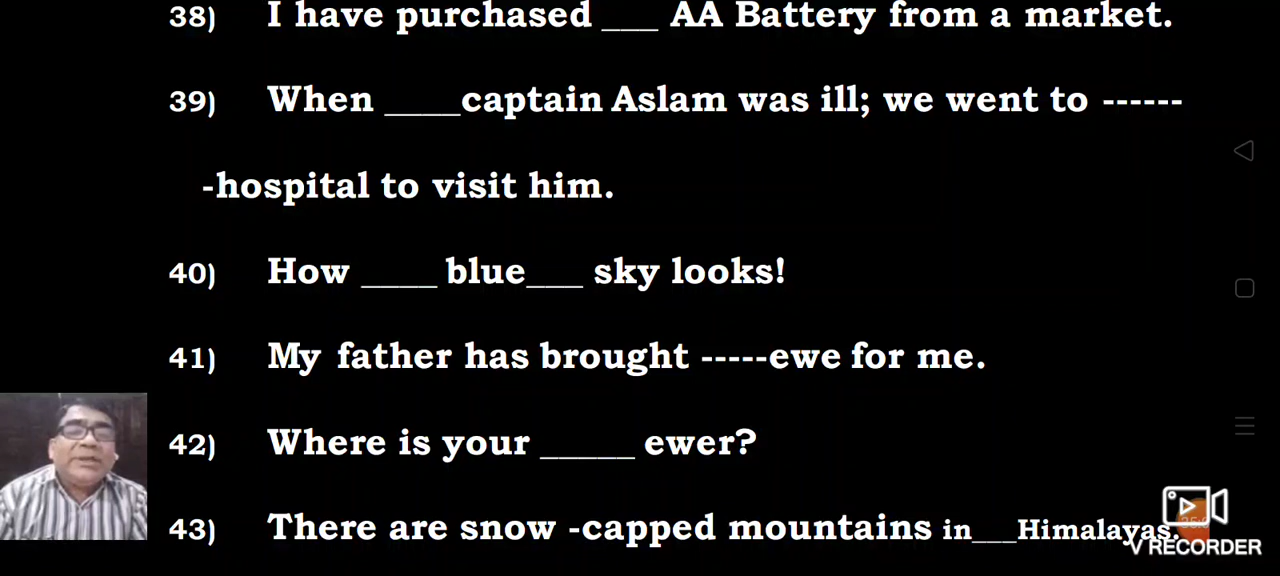 38) I have purchased ___ AA Battery from a market.
39) When ____captain Aslam was ill; we went to ------
-hospital to visit him.
40) How ____ blue___ sky looks!
41) My father has brought -----ewe for me.
42) Where is your _____ ewer?
43) There are snow -capped mountains in___Himalayas.
V RECORDER